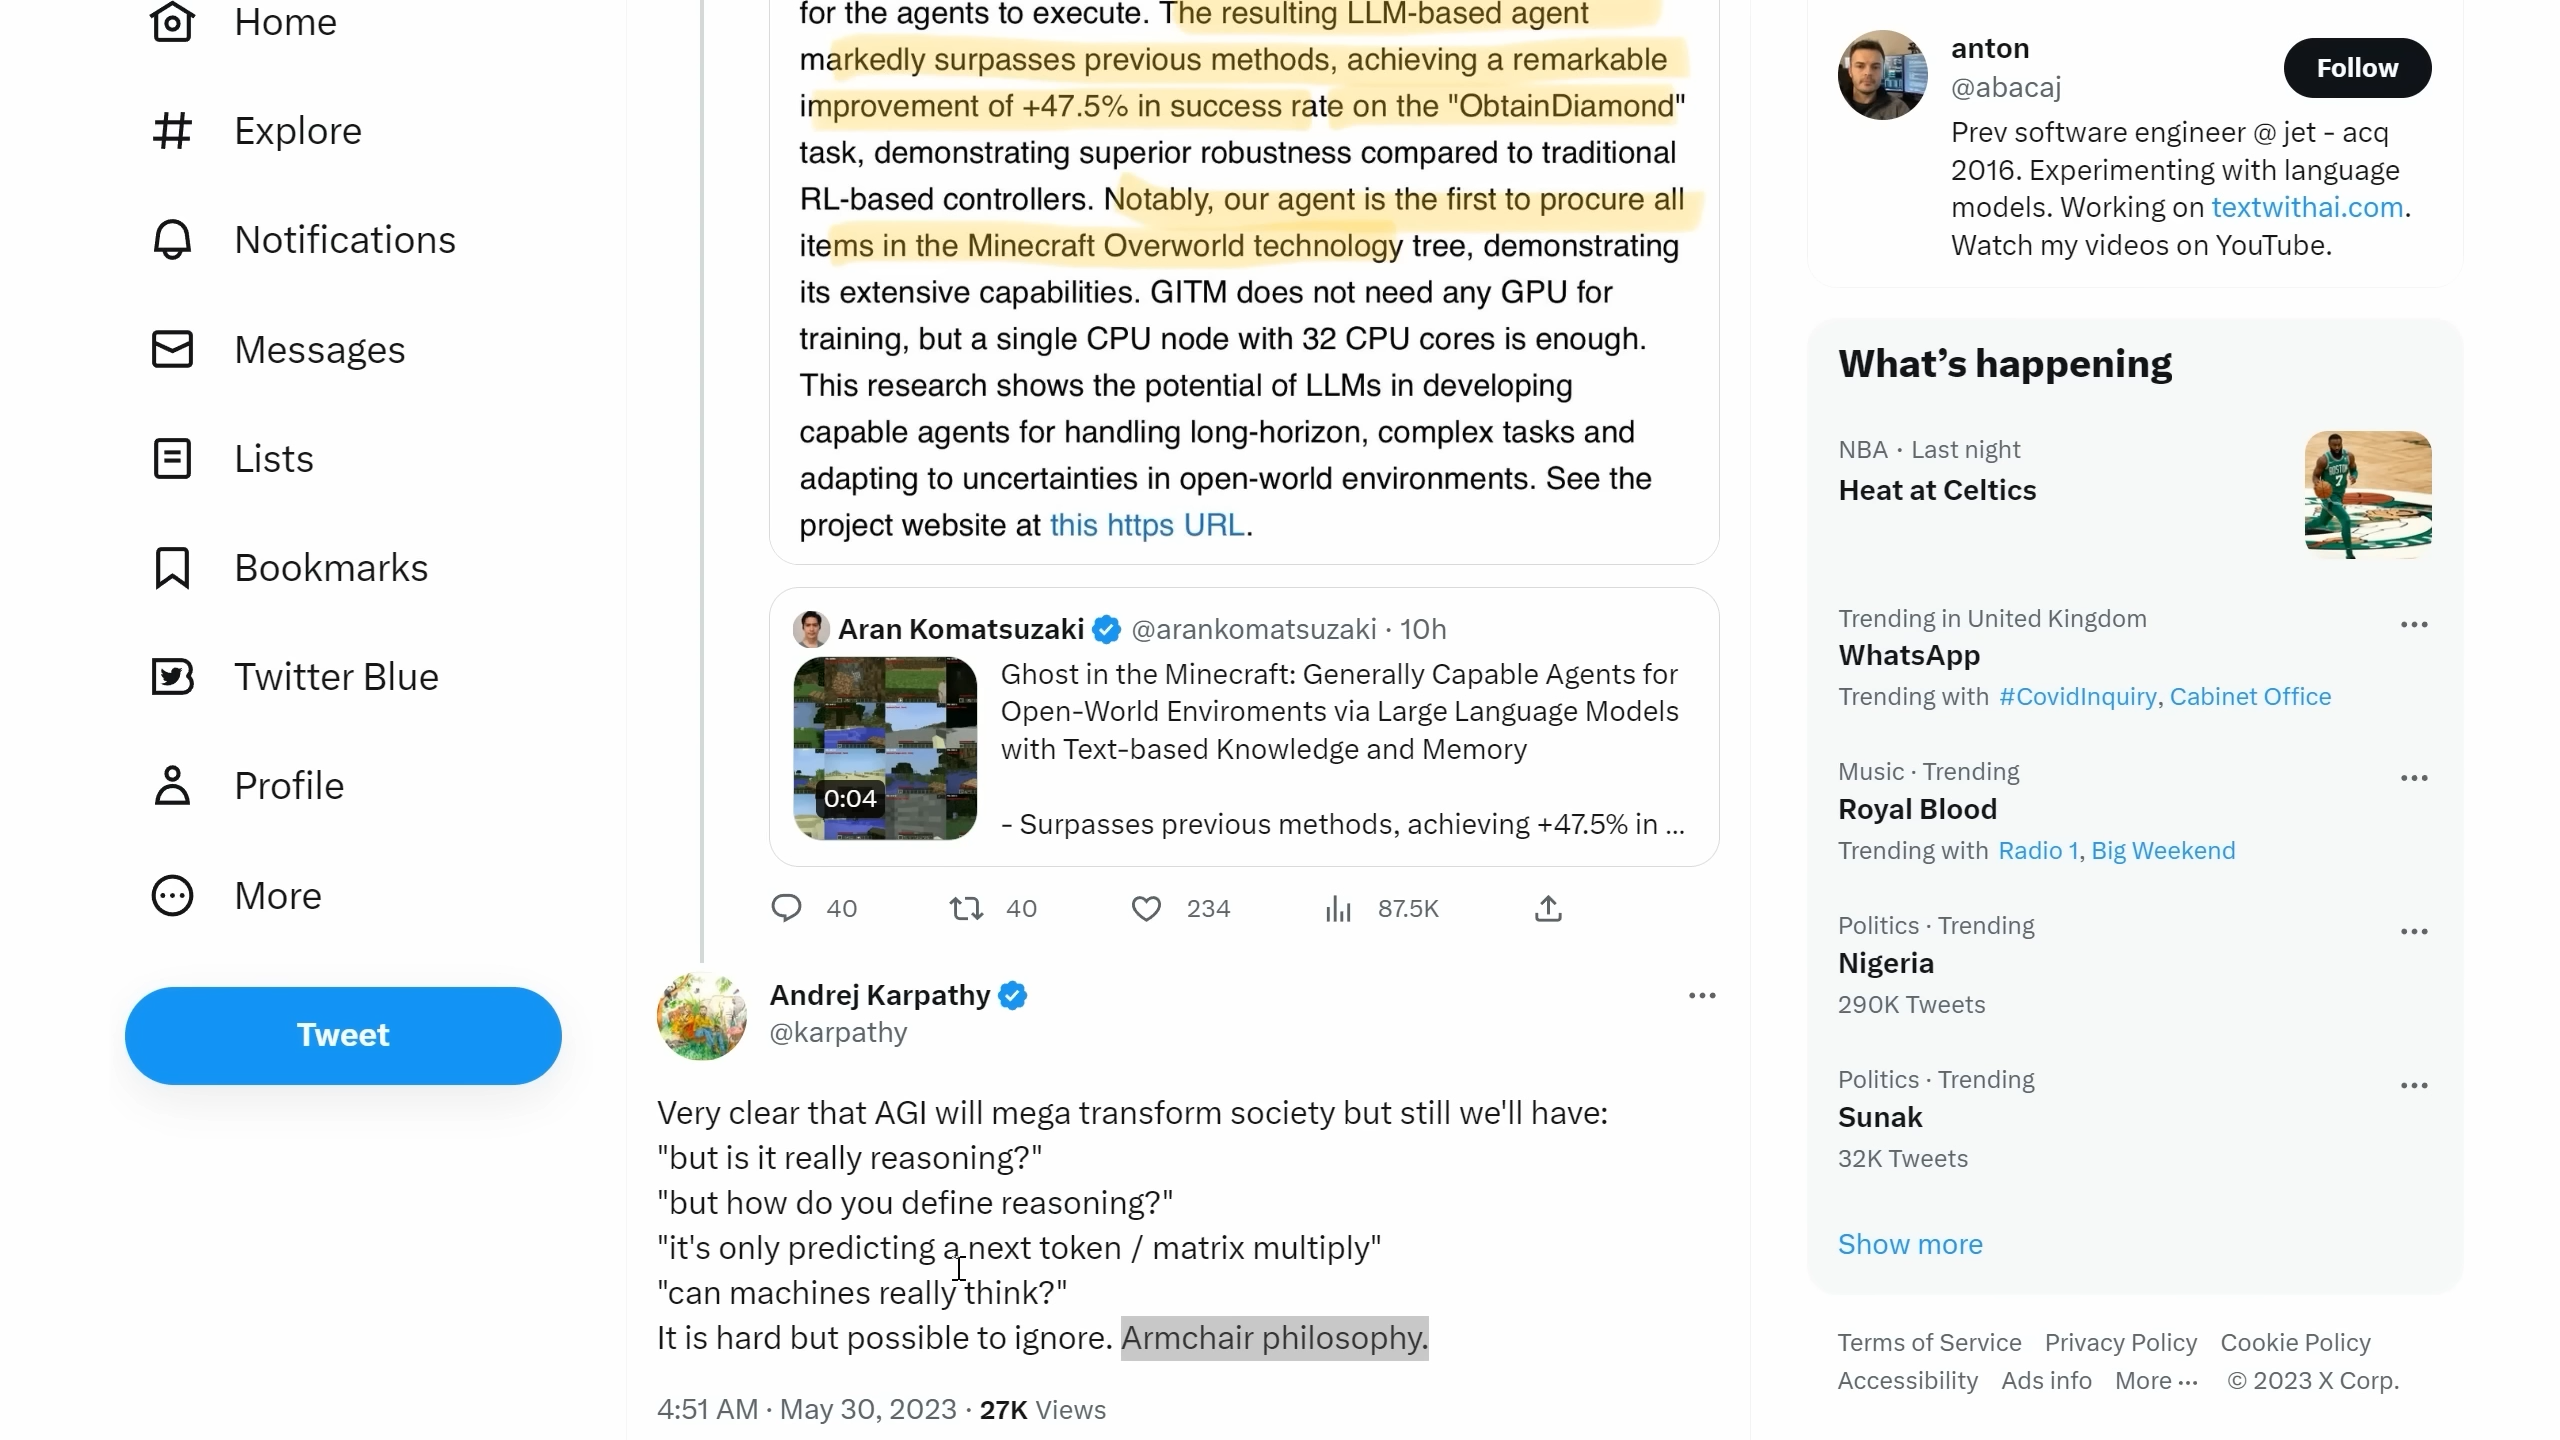 Home
Explore
Notifications
Messages
Lists
Bookmarks
Twitter Blue
Profile
More
Tweet
for the agents to execute. The resulting LLM-based agent
markedly surpasses previous methods, achieving a remarkable
improvement of +47.5% in success rate on the "ObtainDiamond"
task, demonstrating superior robustness compared to traditional
RL-based controllers. Notably, our agent is the first to procure all
items in the Minecraft Overworld technology tree, demonstrating
its extensive capabilities. GITM does not need any GPU for
training, but a single CPU node with 32 CPU cores is enough.
This research shows the potential of LLMs in developing
capable agents for handling long-horizon, complex tasks and
adapting to uncertainties in open-world environments. See the
project website at this https URL.
Aran Komatsuzaki @arankomatsuzaki · 10h
Ghost in the Minecraft: Generally Capable Agents for
Open-World Enviroments via Large Language Models
with Text-based Knowledge and Memory
- Surpasses previous methods, achieving +47.5% in ...
0:04
40 40 234 87.5K
Andrej Karpathy
@karpathy
Very clear that AGI will mega transform society but still we'll have:
"but is it really reasoning?"
"but how do you define reasoning?"
"it's only predicting a next token / matrix multiply"
"can machines really think?"
It is hard but possible to ignore. Armchair philosophy.
4:51 AM · May 30, 2023 · 27K Views
anton
@abacaj
Follow
Prev software engineer @ jet - acq
2016. Experimenting with language
models. Working on textwithai.com.
Watch my videos on YouTube.
What's happening
NBA · Last night
Heat at Celtics
BOSTON
7
Trending in United Kingdom
WhatsApp
Trending with #CovidInquiry, Cabinet Office
Music · Trending
Royal Blood
Trending with Radio 1, Big Weekend
Politics · Trending
Nigeria
290K Tweets
Politics · Trending
Sunak
32K Tweets
Show more
Terms of Service Privacy Policy Cookie Policy
Accessibility Ads info More ··· © 2023 X Corp.